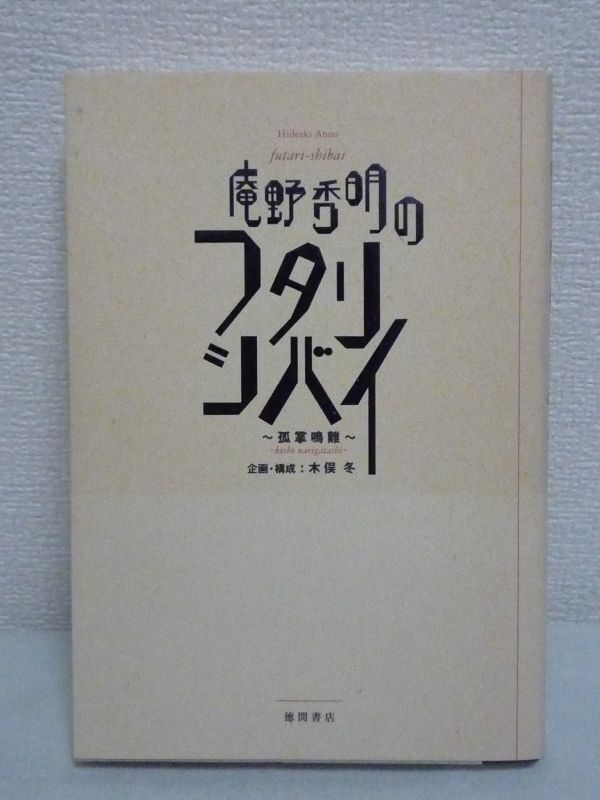 Hideaki Anno
futari-shibai
庵野秀明の
フタリ
シバイ
～孤掌鳴難～
-kosho narigatashi-
企画・構成：木俣 冬
徳間書店